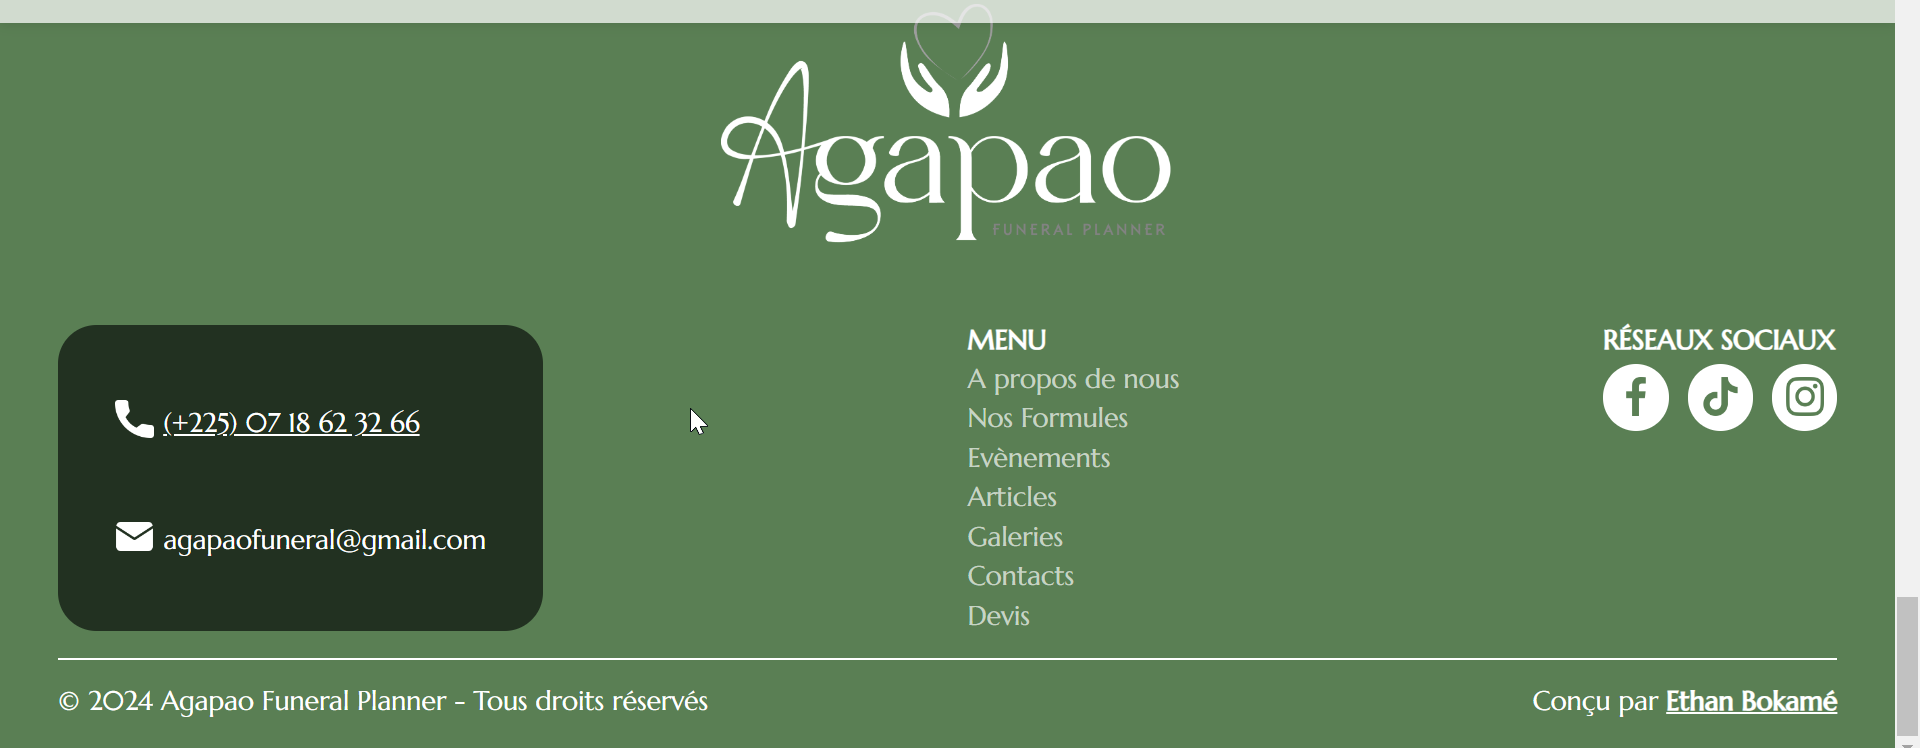 Agapao
FUNERAL PLANNER
(+225) 07 18 62 32 66
agapaofuneral@gmail.com
MENU
A propos de nous
Nos Formules
Evènements
Articles
Galeries
Contacts
Devis
RÉSEAUX SOCIAUX
© 2024 Agapao Funeral Planner - Tous droits réservés
Conçu par Ethan Bokamé